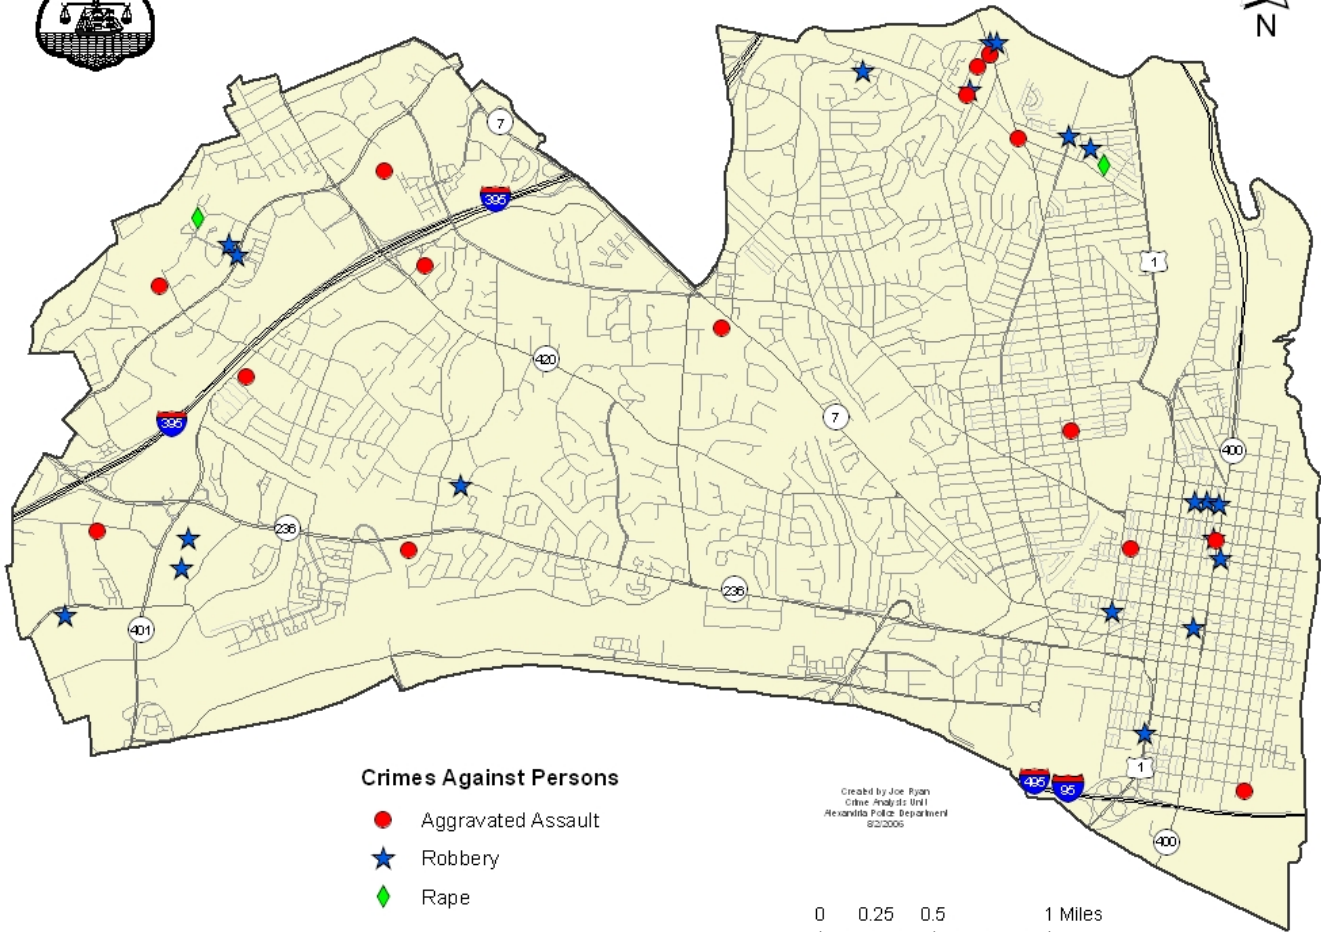 N
7
395
1
420
7
395
400
236
236
401
Crimes Against Persons
Aggravated Assault
Robbery
Rape
Created by Joe Ryan
Crime Analysis Unit
Alexandria Police Department
8/2/2006
495
95
1
400
0 0.25 0.5 1 Miles